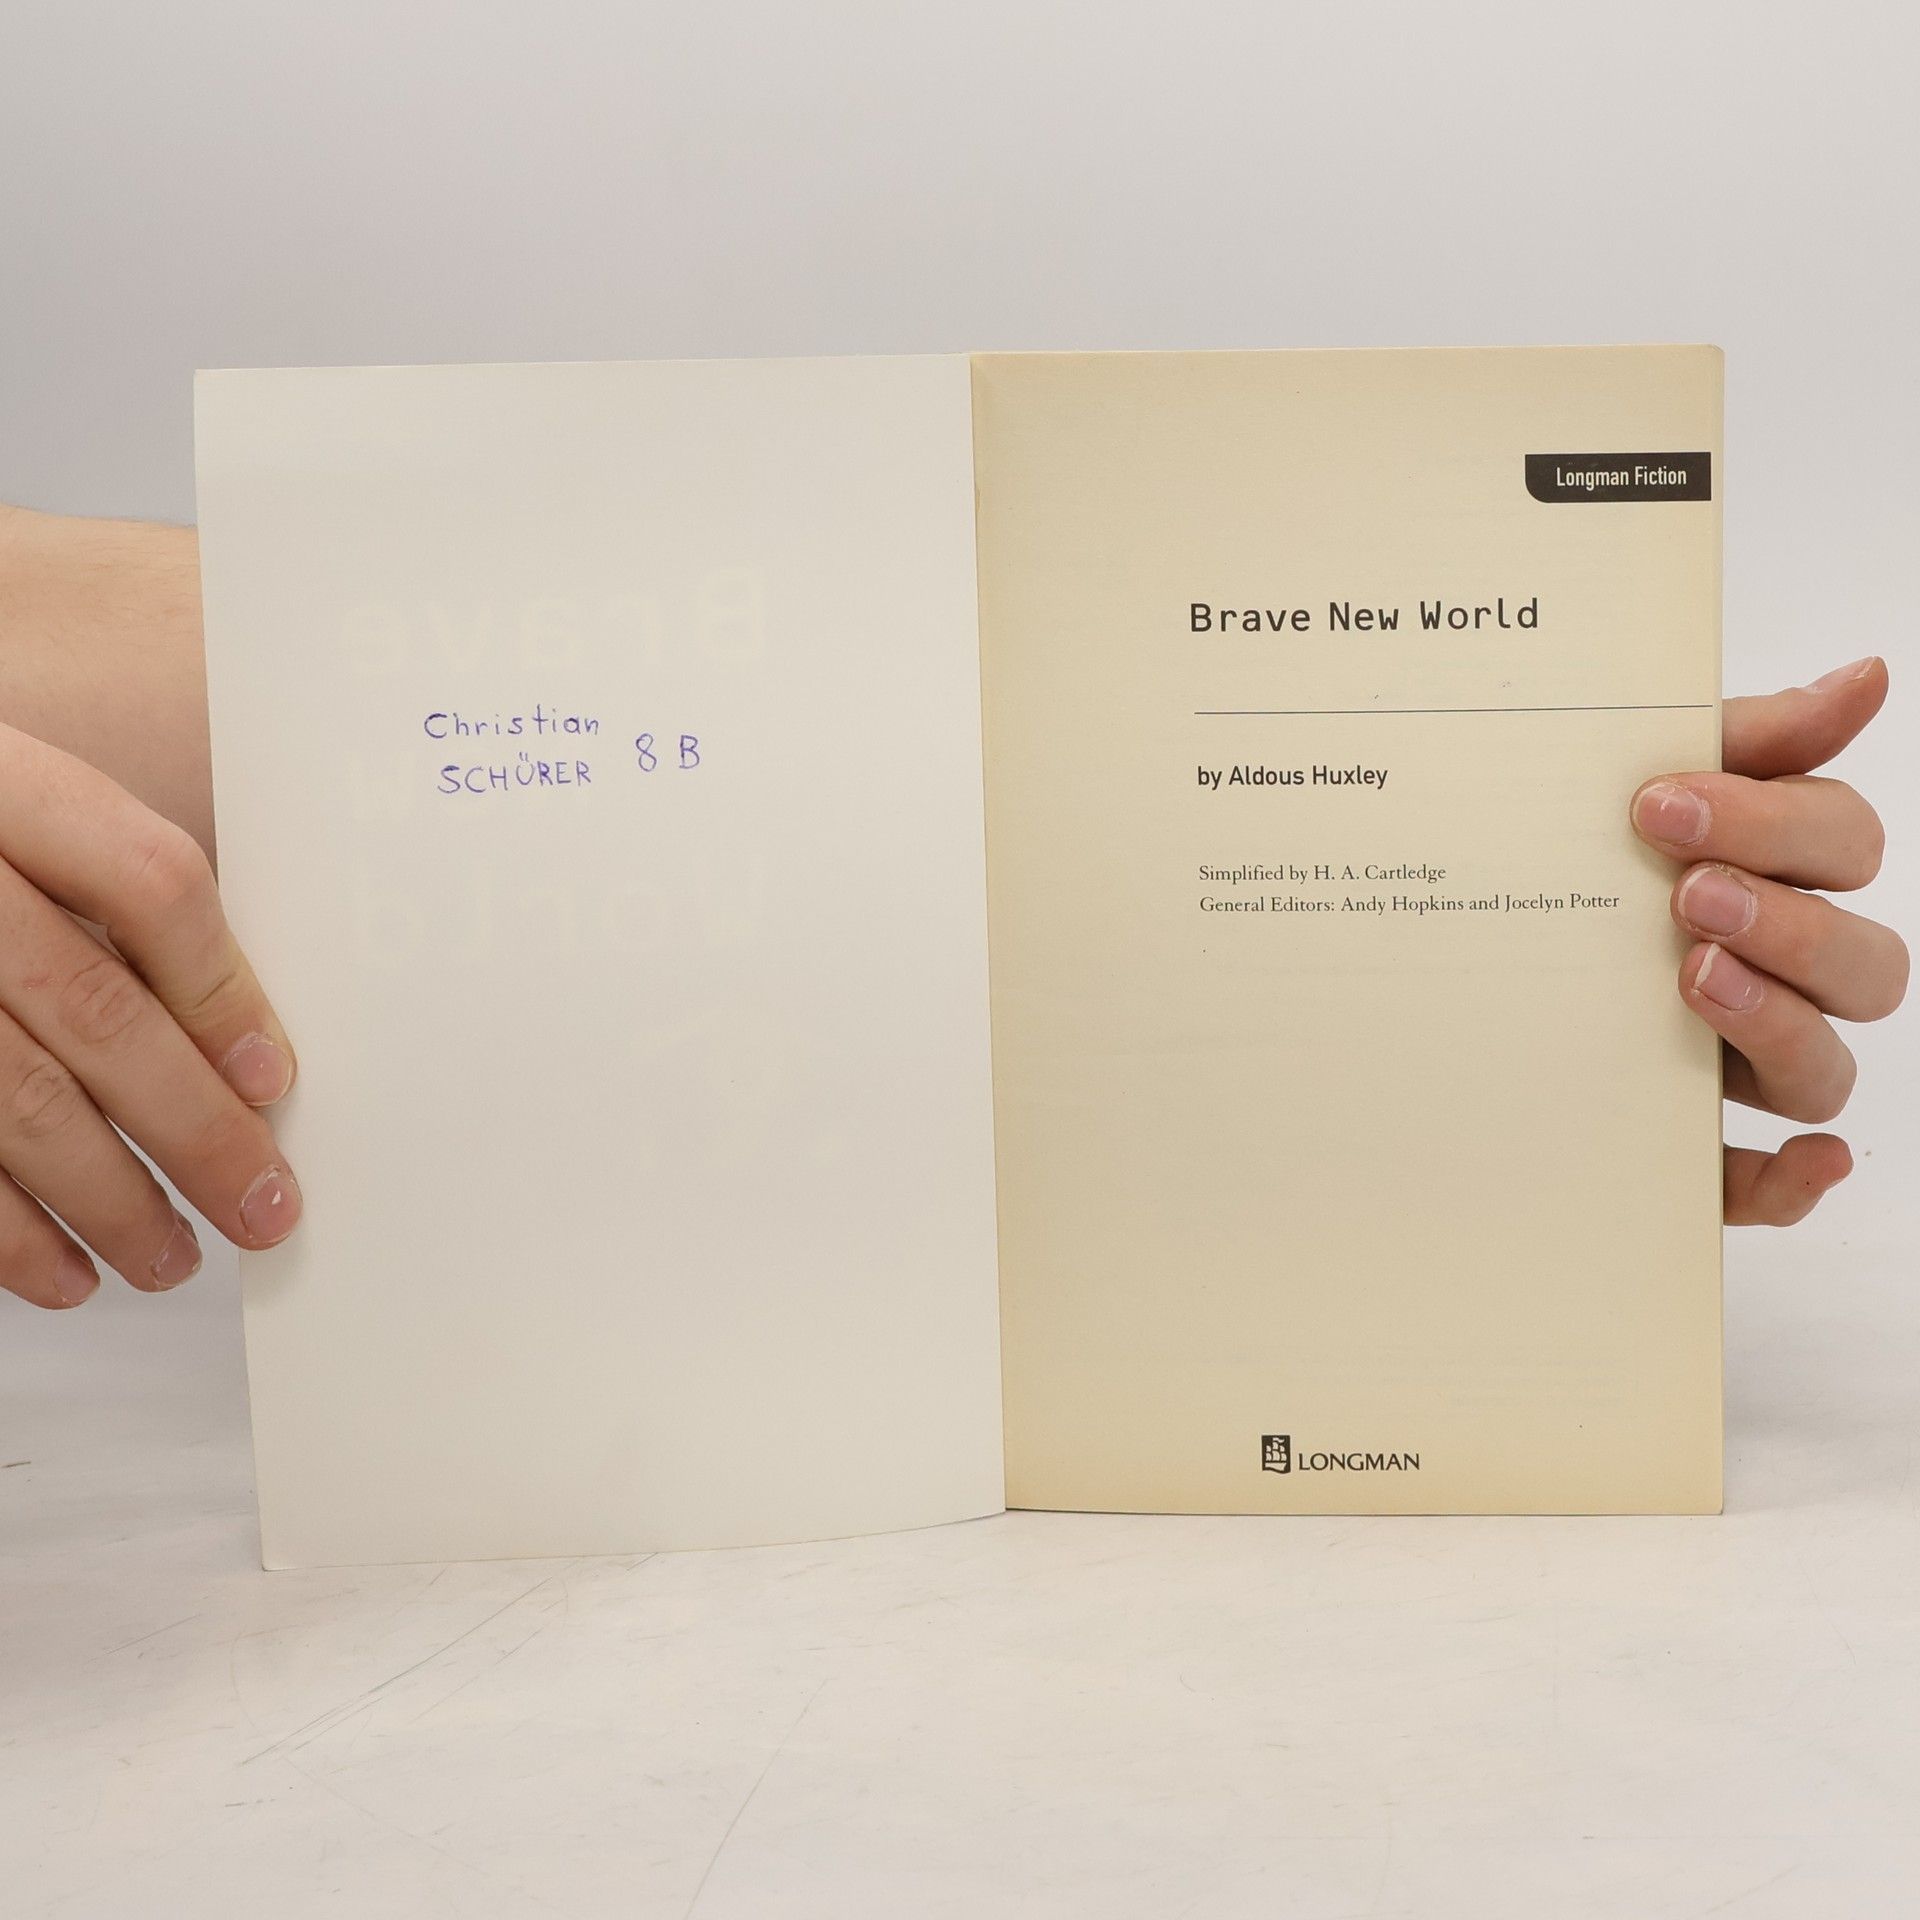 Christian
SCHÜRER 8 B
Longman Fiction
Brave New World
by Aldous Huxley
Simplified by H. A. Cartledge
General Editors: Andy Hopkins and Jocelyn Potter
LONGMAN